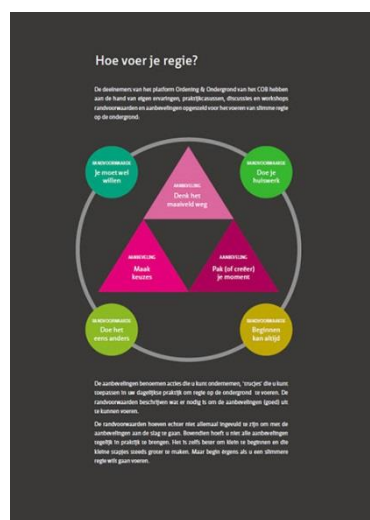 Hoe voer je regie?
De deelnemers van het platform Ordening & Ondergrond van het COB hebben
aan de hand van eigen ervaringen, praktijkcasussen, discussies en workshops
randvoorwaarden en aanbevelingen opgesteld voor het voeren van slimme regie
op de ondergrond.
RANDVOORWAARDE
Je moet wel
willen
RANDVOORWAARDE
Doe je
huiswerk
AANBEVELING
Denk het
maaiveld weg
AANBEVELING
Maak
keuzes
AANBEVELING
Pak (of creëer)
je moment
RANDVOORWAARDE
Doe het
eens anders
RANDVOORWAARDE
Beginnen
kan altijd
De aanbevelingen benoemen acties die u kunt ondernemen, 'trucjes' die u kunt
toepassen in uw dagelijkse praktijk om regie op de ondergrond te voeren. De
randvoorwaarden beschrijven wat er nodig is om de aanbevelingen (goed) uit
te kunnen voeren.
De randvoorwaarden hoeven echter niet allemaal ingevuld te zijn om met de
aanbevelingen aan de slag te gaan. Bovendien hoeft u niet alle aanbevelingen
tegelijk in praktijk te brengen. Het is zelfs beter om klein te beginnen en die
kleine stapjes steeds groter te maken. Maar begin érgens als u een slimmere
regie wilt gaan voeren.